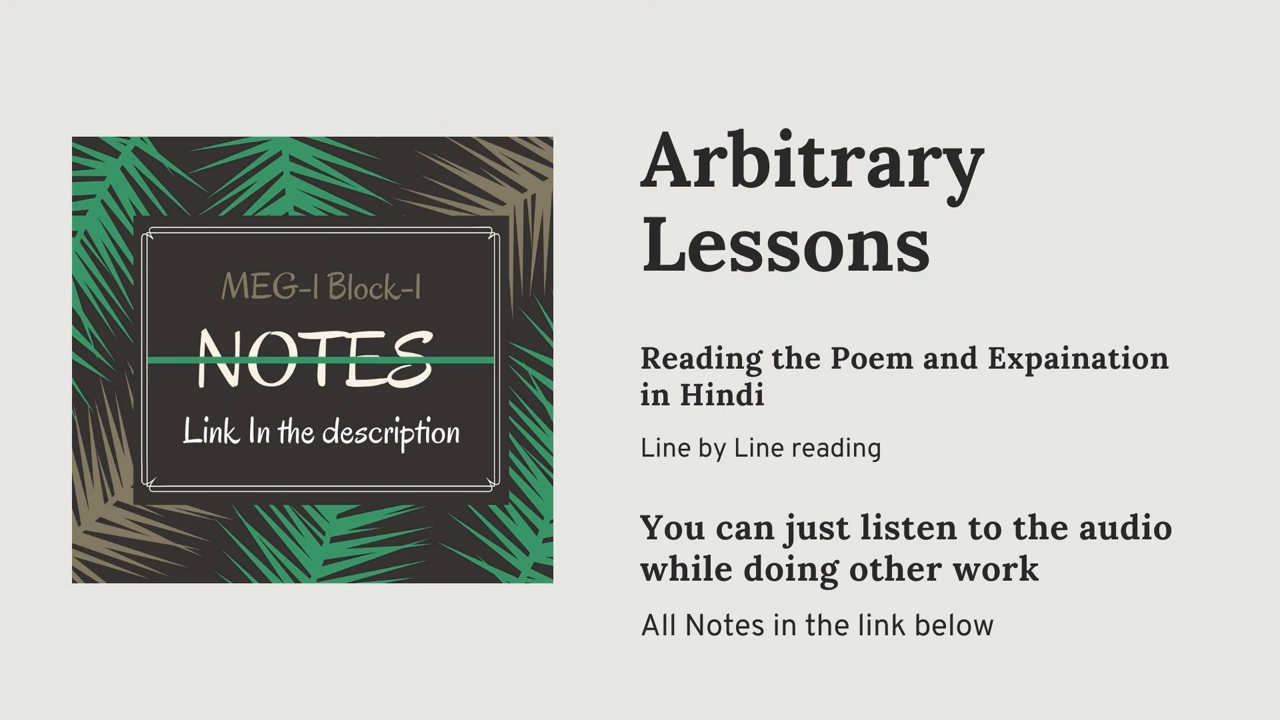 MEG-I Block-I
NOTES
Link In the description
Arbitrary
Lessons
Reading the Poem and Expaination
in Hindi
Line by Line reading
You can just listen to the audio
while doing other work
All Notes in the link below